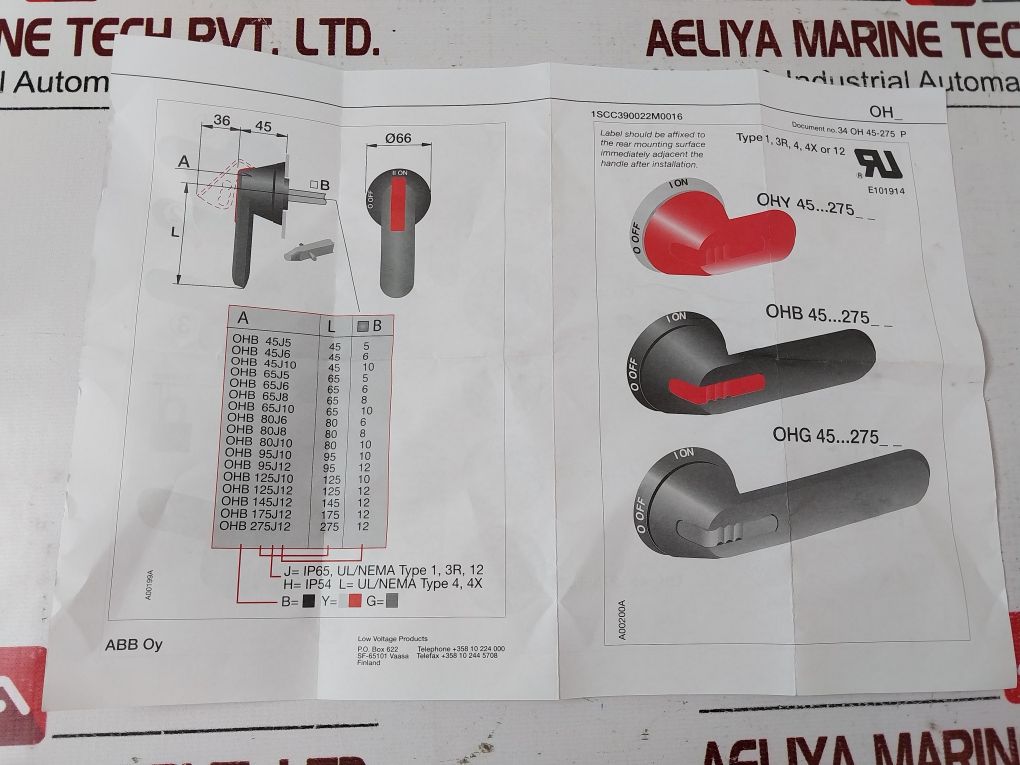 NE TECH PVT. LTD.
AELIYA MARINE TEC
l Autom
Industrial Automa
36
45
A
L
□B
Ø66
II ON
O OFF
A L ■B
OHB 45J5 45 5
OHB 45J6 45 6
OHB 45J10 45 10
OHB 65J5 65 5
OHB 65J6 65 6
OHB 65J8 65 8
OHB 65J10 65 10
OHB 80J6 80 6
OHB 80J8 80 8
OHB 80J10 80 10
OHB 95J10 95 10
OHB 95J12 95 12
OHB 125J10 125 10
OHB 125J12 125 12
OHB 145J12 145 12
OHB 175J12 175 12
OHB 275J12 275 12
J= IP65, UL/NEMA Type 1, 3R, 12
H= IP54 L= UL/NEMA Type 4, 4X
B= Y= G=
A00199A
ABB Oy
Low Voltage Products
P.O. Box 622 Telephone +358 10 224 000
SF-65101 Vaasa Telefax +358 10 244 5708
Finland
OH_
1SCC390022M0016
Document no. 34 OH 45-275 P
Label should be affixed to
the rear mounting surface
immediately adjacent the
handle after installation.
Type 1, 3R, 4, 4X or 12
®
E101914
I ON
O OFF
OHY 45...275_ _
I ON
O OFF
OHB 45...275_ _
I ON
O OFF
OHG 45...275_ _
A00200A
AELIYA MARIN